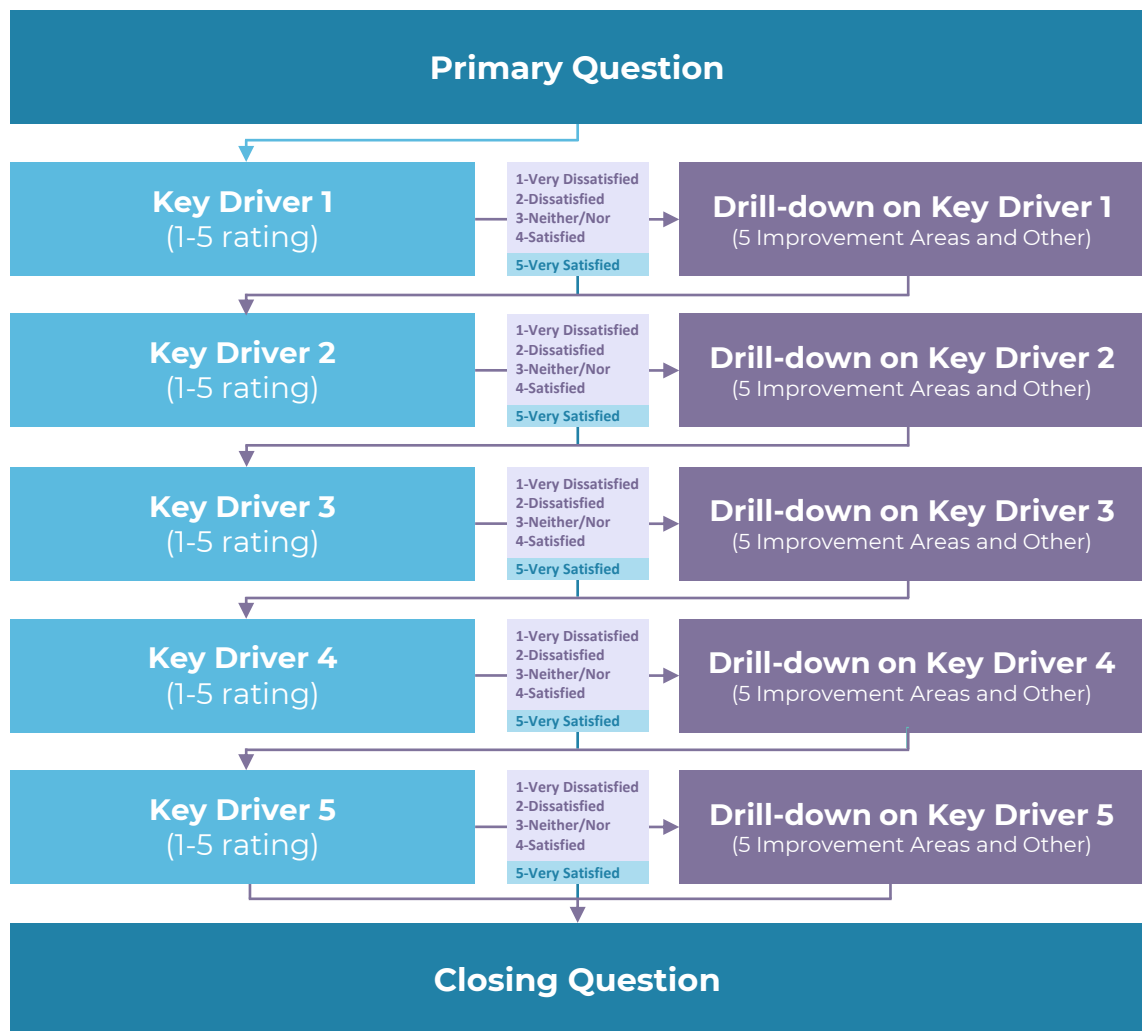 Primary Question
Key Driver 1
(1-5 rating)
1-Very Dissatisfied
2-Dissatisfied
3-Neither/Nor
4-Satisfied
5-Very Satisfied
Drill-down on Key Driver 1
(5 Improvement Areas and Other)
Key Driver 2
(1-5 rating)
1-Very Dissatisfied
2-Dissatisfied
3-Neither/Nor
4-Satisfied
5-Very Satisfied
Drill-down on Key Driver 2
(5 Improvement Areas and Other)
Key Driver 3
(1-5 rating)
1-Very Dissatisfied
2-Dissatisfied
3-Neither/Nor
4-Satisfied
5-Very Satisfied
Drill-down on Key Driver 3
(5 Improvement Areas and Other)
Key Driver 4
(1-5 rating)
1-Very Dissatisfied
2-Dissatisfied
3-Neither/Nor
4-Satisfied
5-Very Satisfied
Drill-down on Key Driver 4
(5 Improvement Areas and Other)
Key Driver 5
(1-5 rating)
1-Very Dissatisfied
2-Dissatisfied
3-Neither/Nor
4-Satisfied
5-Very Satisfied
Drill-down on Key Driver 5
(5 Improvement Areas and Other)
Closing Question